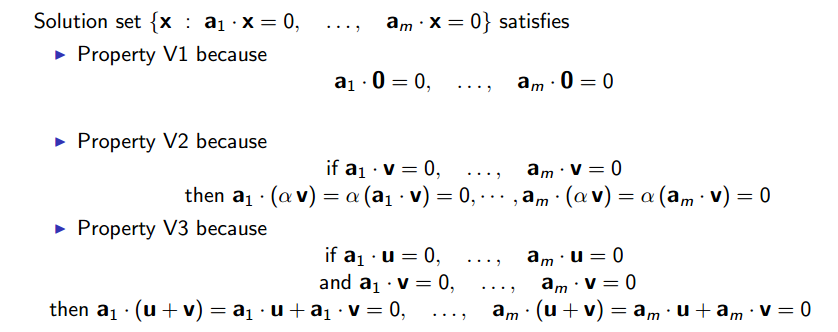 Solution set {x : a₁ · x = 0, ..., aₘ · x = 0} satisfies
▶ Property V1 because
a₁ · 0 = 0, ..., aₘ · 0 = 0
▶ Property V2 because
if a₁ · v = 0, ..., aₘ · v = 0
then a₁ · (α v) = α (a₁ · v) = 0, ··· , aₘ · (α v) = α (aₘ · v) = 0
▶ Property V3 because
if a₁ · u = 0, ..., aₘ · u = 0
and a₁ · v = 0, ..., aₘ · v = 0
then a₁ · (u + v) = a₁ · u + a₁ · v = 0, ..., aₘ · (u + v) = aₘ · u + aₘ · v = 0